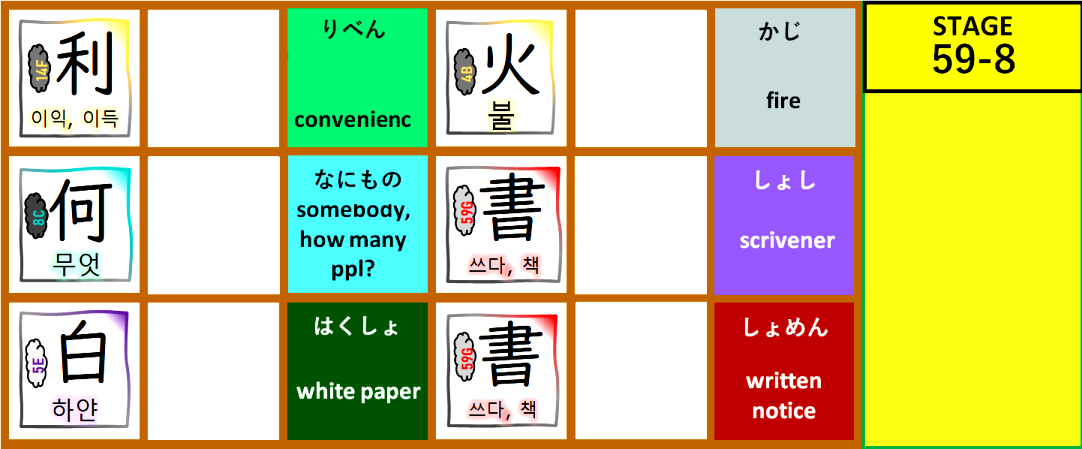 利
14F
이익, 이득
りべん
convenienc
火
4B
불
かじ
fire
STAGE
59-8
何
8C
무엇
なにもの
somebody,
how many
ppl?
書
59G
쓰다, 책
しょし
scrivener
白
5E
하얀
はくしょ
white paper
書
59G
쓰다, 책
しょめん
written
notice